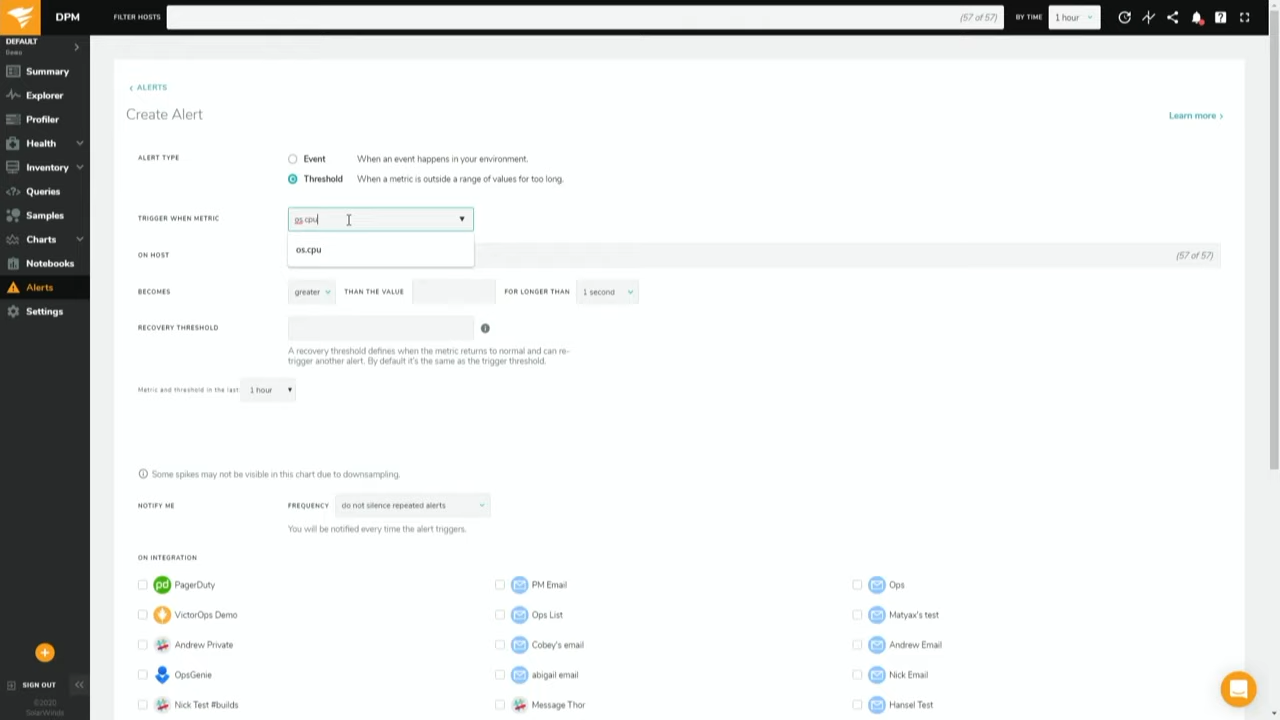 DPM
FILTER HOSTS
(57 of 57)
BY TIME
1 hour
DEFAULT
Demo
Summary
Explorer
Profiler
Health
Inventory
Queries
Samples
Charts
Notebooks
Alerts
Settings
SIGN OUT
©2020
SolarWinds
ALERTS
Create Alert
Learn more
ALERT TYPE
Event When an event happens in your environment.
Threshold When a metric is outside a range of values for too long.
TRIGGER WHEN METRIC os.cpu
os.cpu
ON HOST (57 of 57)
BECOMES greater THAN THE VALUE FOR LONGER THAN 1 second
RECOVERY THRESHOLD
A recovery threshold defines when the metric returns to normal and can re-
trigger another alert. By default it's the same as the trigger threshold.
Metric and threshold in the last 1 hour
Some spikes may not be visible in this chart due to downsampling.
NOTIFY ME FREQUENCY do not silence repeated alerts
You will be notified every time the alert triggers.
ON INTEGRATION
pd PagerDuty PM Email Ops
VictorOps Demo Ops List Matyax's test
Andrew Private Cobey's email Andrew Email
OpsGenie abigail email Nick Email
Nick Test #builds Message Thor Hansel Test